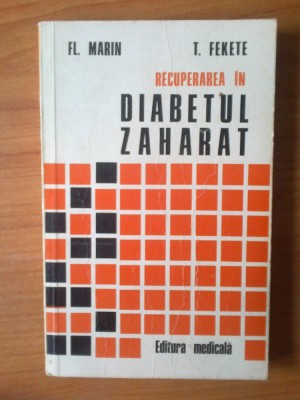 FL. MARIN T. FEKETE
RECUPERAREA ÎN
DIABETUL
ZAHARAT
Editura medicală